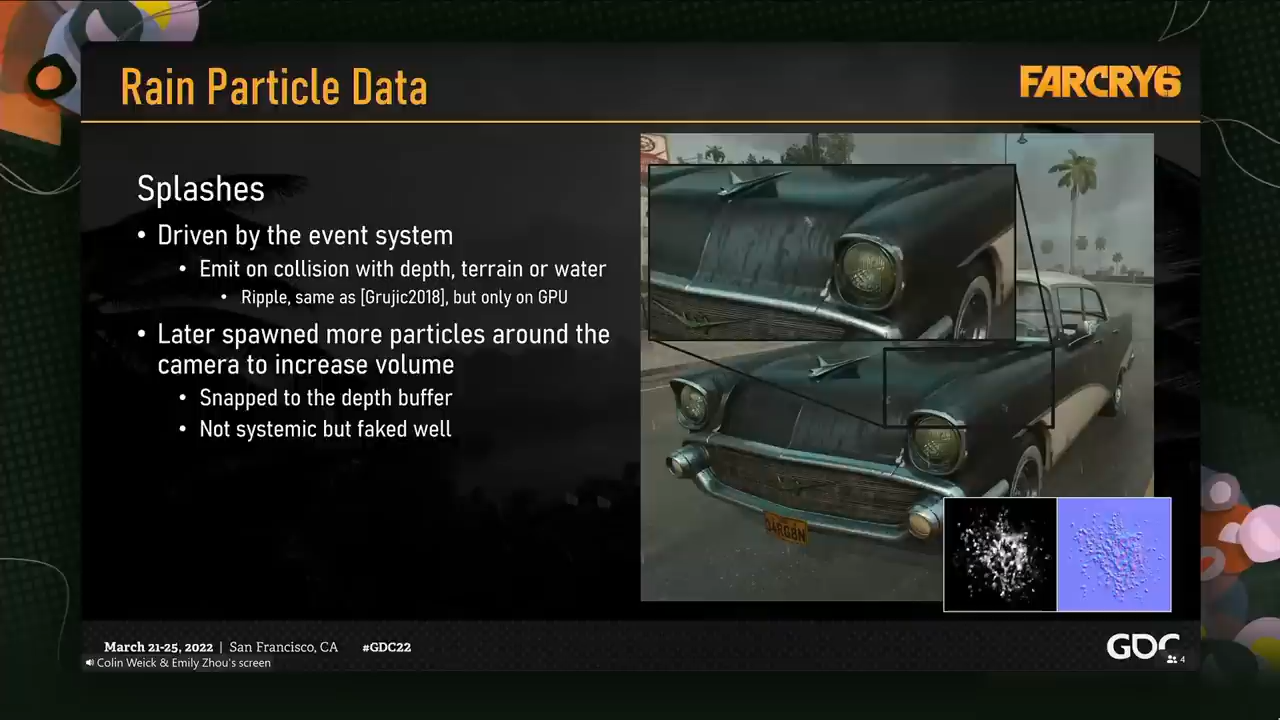 Rain Particle Data
FARCRY6
Splashes
• Driven by the event system
• Emit on collision with depth, terrain or water
• Ripple, same as [Grujic2018], but only on GPU
• Later spawned more particles around the
camera to increase volume
• Snapped to the depth buffer
• Not systemic but faked well
March 21-25, 2022 | San Francisco, CA #GDC22
GDC
Colin Weick & Emily Zhou's screen
4